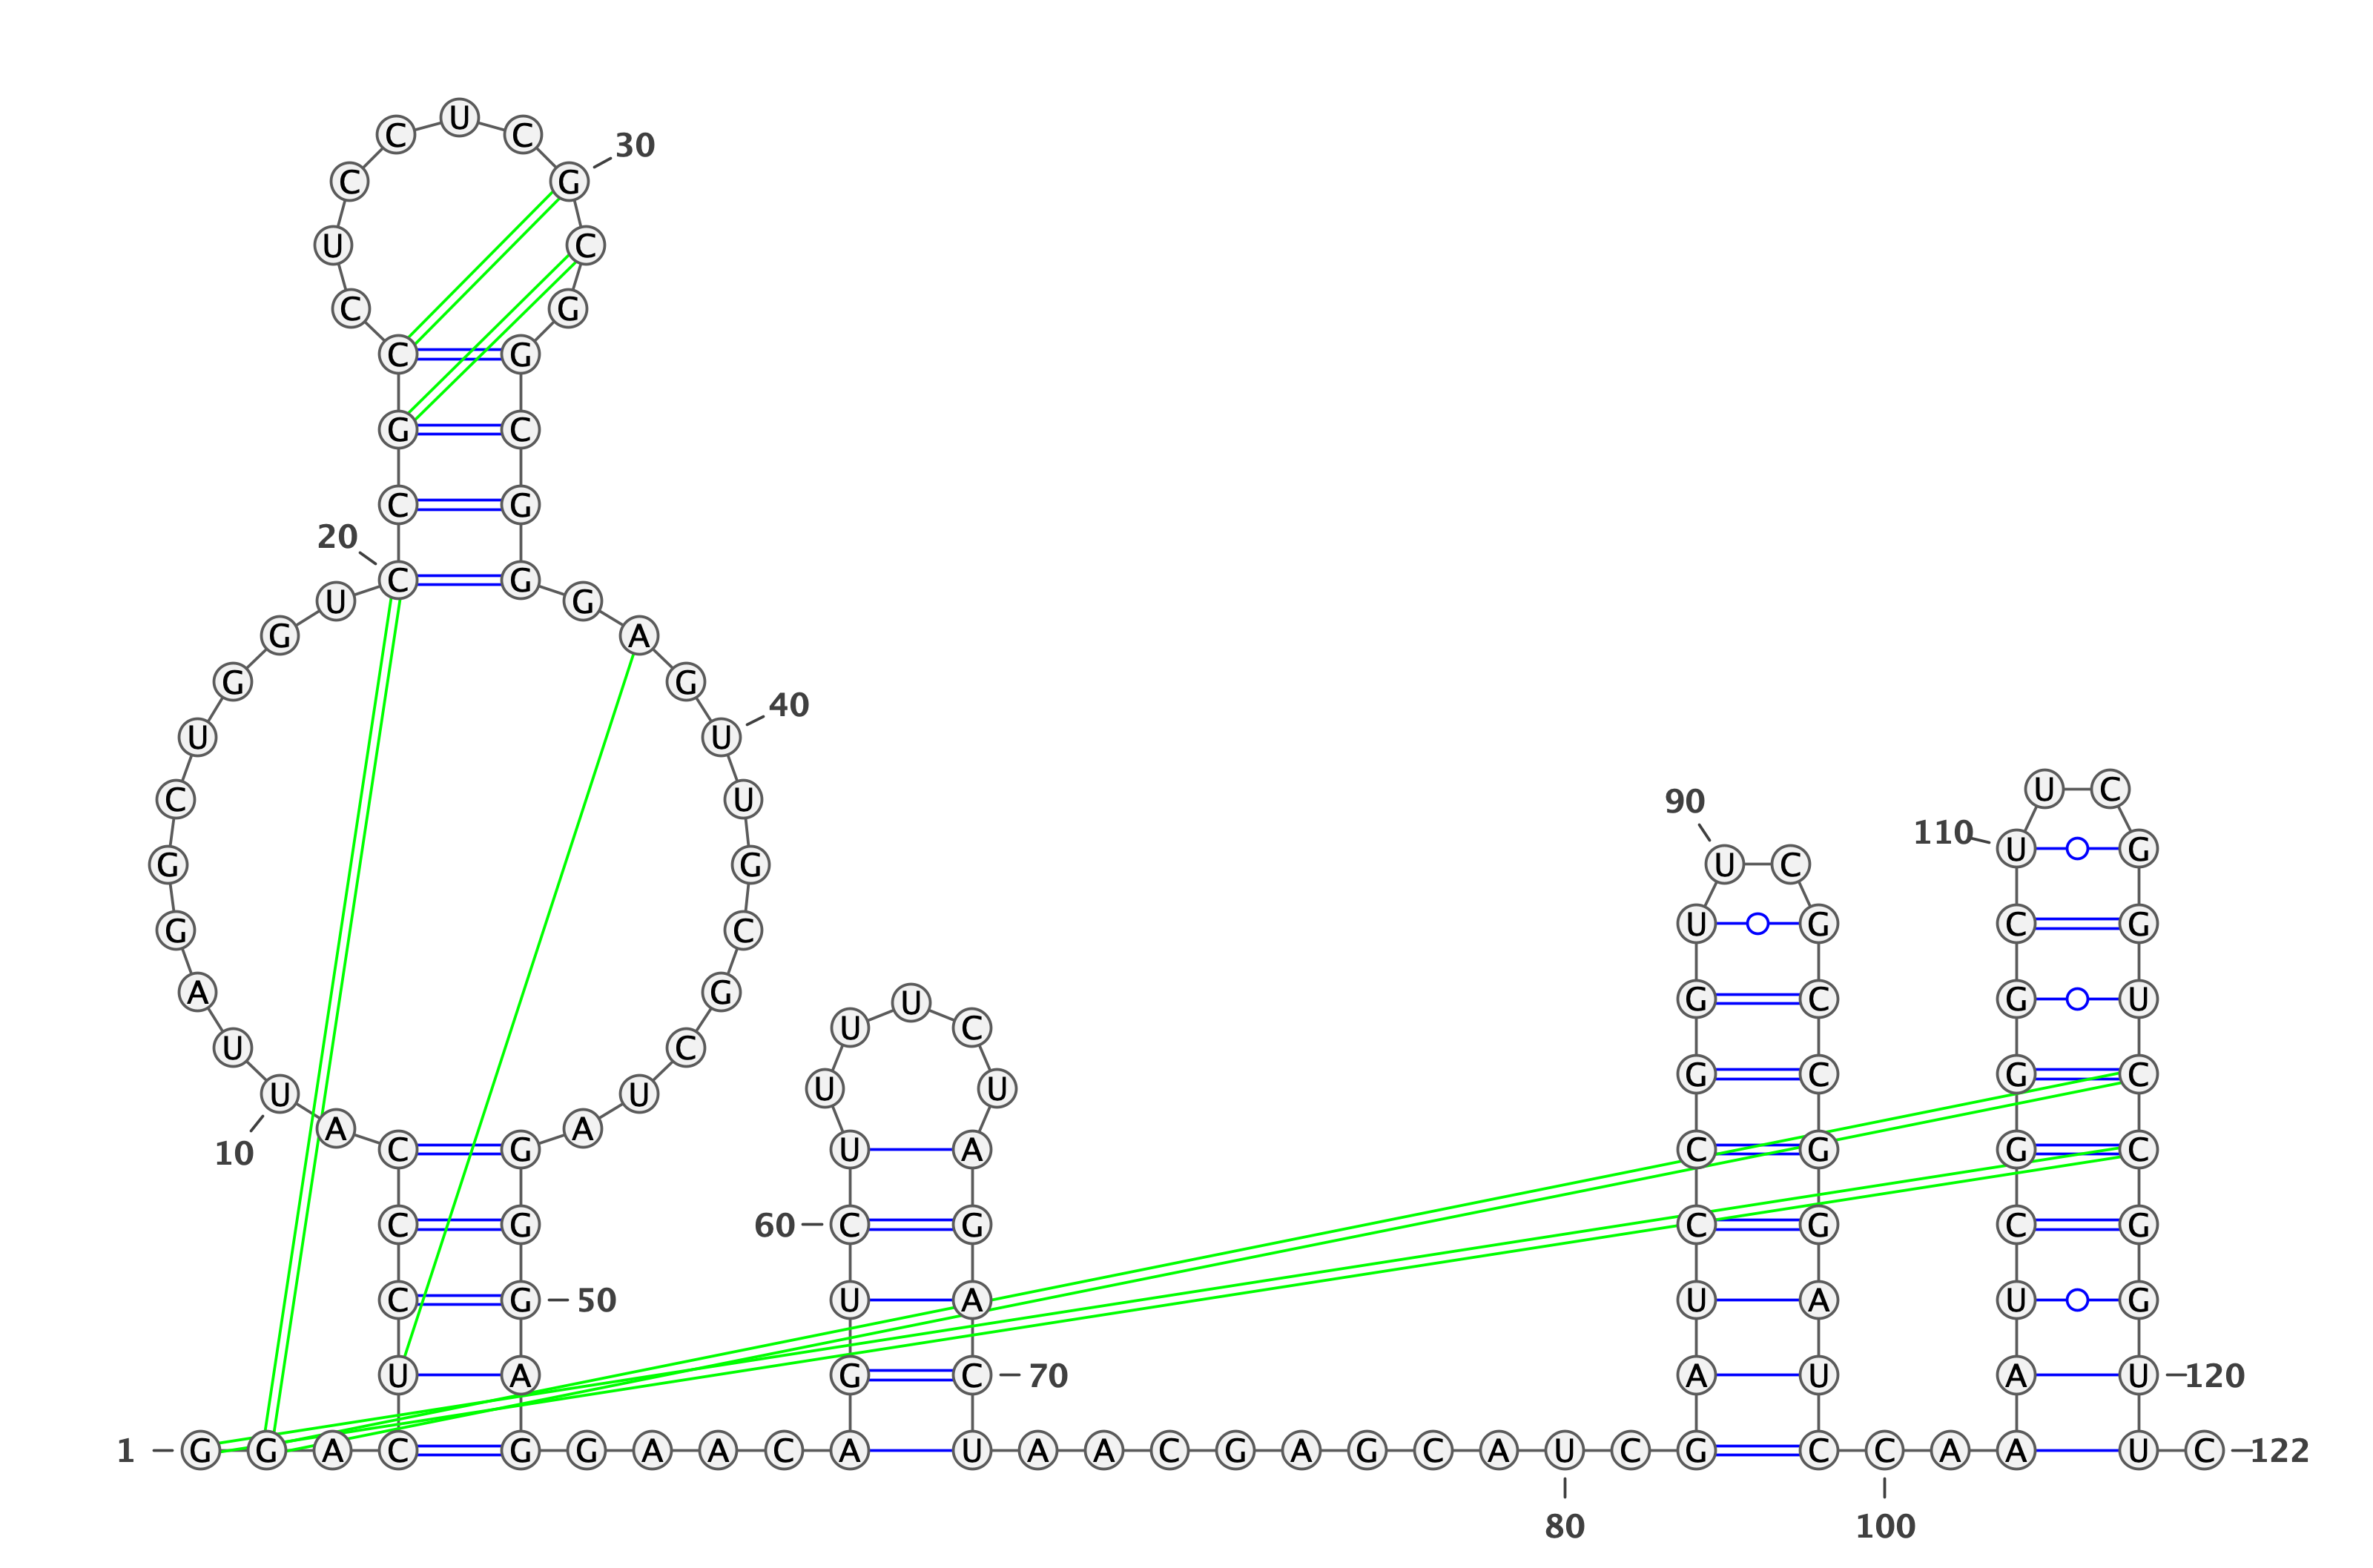 U
C C 30
C G
U C
C G
C G
G C
C G
20
C G
U G
G A
G G
40
U U
U C
C U 90
110 U G
G G U C
C G U G C G
A G U G C G U
U C U C
G C G C
U U U U
A A
C G U A C G G C
10
C G 60 C G C G C G
C G 50 U A U A U G
U A G C 70 A U A U 120
1 G G A C G G A A C A U A A C G A G C A U C G C C A A U C 122
80 100